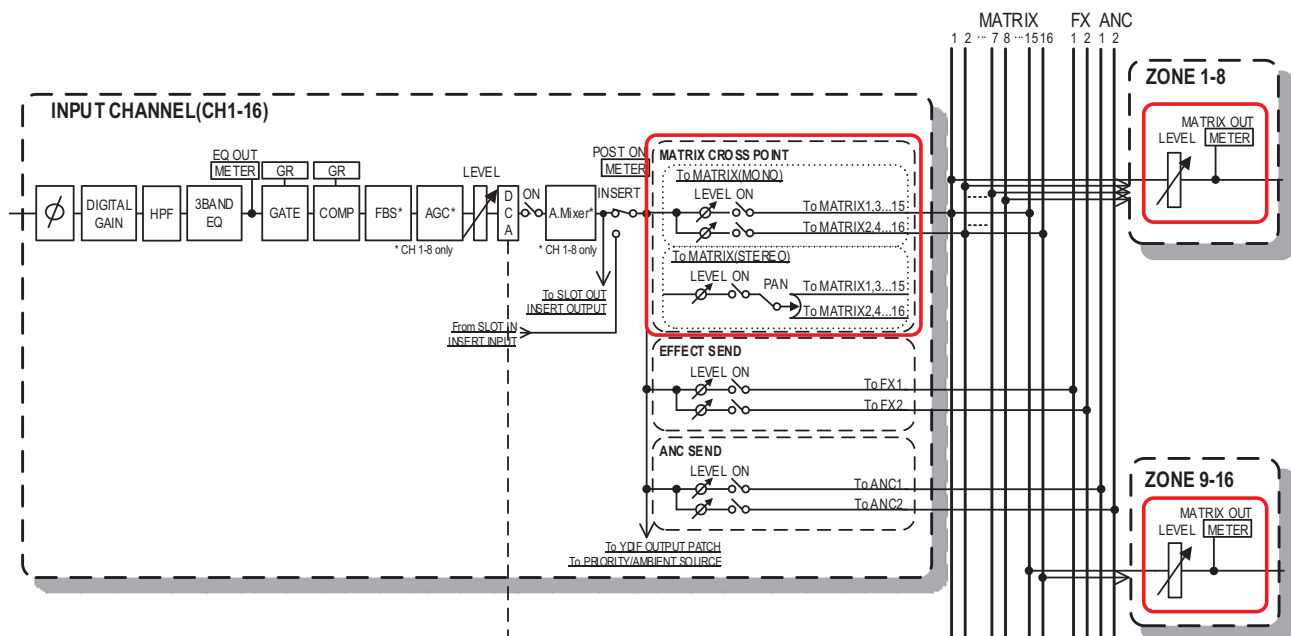 MATRIX FX ANC
1 2 ··· 7 8 ··· 15 16 1 2 1 2
INPUT CHANNEL(CH1-16)
EQ OUT
METER
GR
GR
LEVEL
POST ON
METER
ϕ
DIGITAL
GAIN
HPF
3BAND
EQ
GATE
COMP
FBS*
AGC*
* CH 1-8 only
D
C
A
ON
A.Mixer*
* CH 1-8 only
INSERT
To SLOT OUT
INSERT OUTPUT
From SLOT IN
INSERT INPUT
MATRIX CROSS POINT
To MATRIX(MONO)
LEVEL ON
To MATRIX1,3...15
To MATRIX2,4...16
To MATRIX(STEREO)
LEVEL ON
PAN
To MATRIX1,3...15
To MATRIX2,4...16
EFFECT SEND
LEVEL ON
To FX1
To FX2
ANC SEND
LEVEL ON
To ANC1
To ANC2
To YDIF OUTPUT PATCH
To PRIORITY/AMBIENT SOURCE
ZONE 1-8
MATRIX OUT
LEVEL METER
ZONE 9-16
MATRIX OUT
LEVEL METER